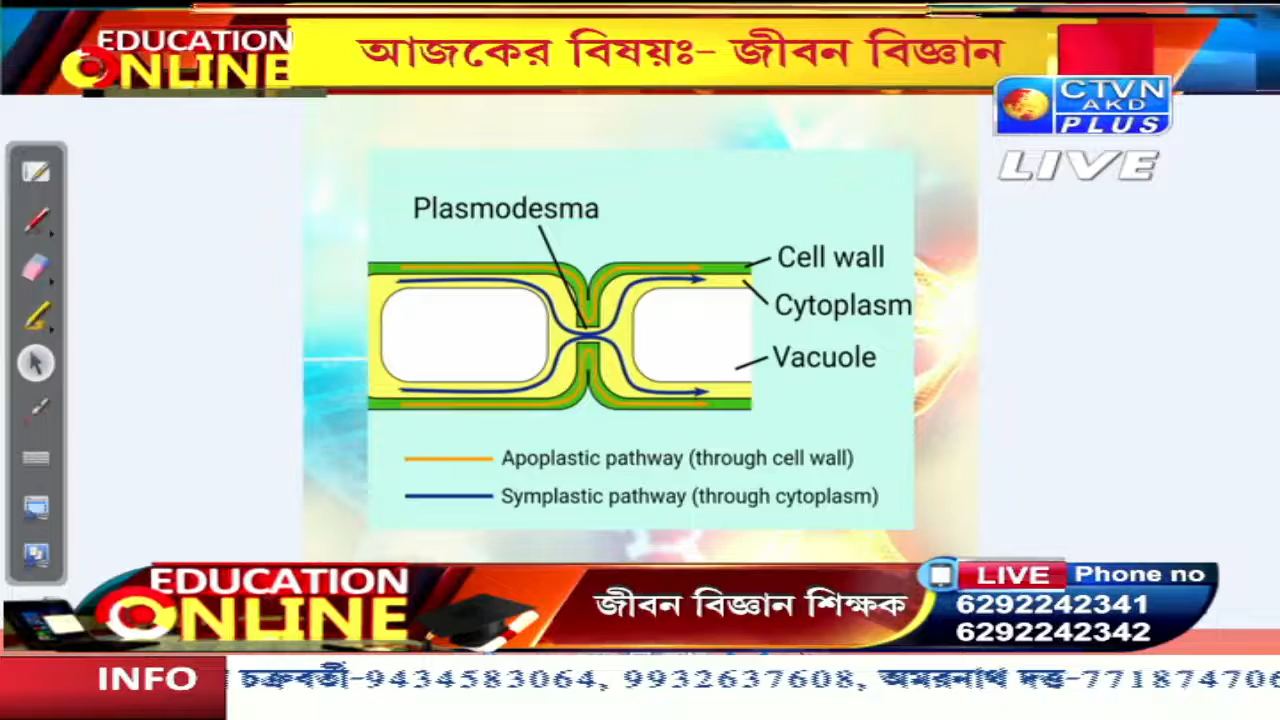 EDUCATION
ONLINE
আজকের বিষয়ঃ- জীবন বিজ্ঞান
CTVN
AKD
PLUS
LIVE
Plasmodesma
Cell wall
Cytoplasm
Vacuole
Apoplastic pathway (through cell wall)
Symplastic pathway (through cytoplasm)
EDUCATION
ONLINE
জীবন বিজ্ঞান শিক্ষক
LIVE Phone no
6292242341
6292242342
INFO চক্রবর্তী-9434583064, 9932637608, অমরনাথ দত্ত-771874706